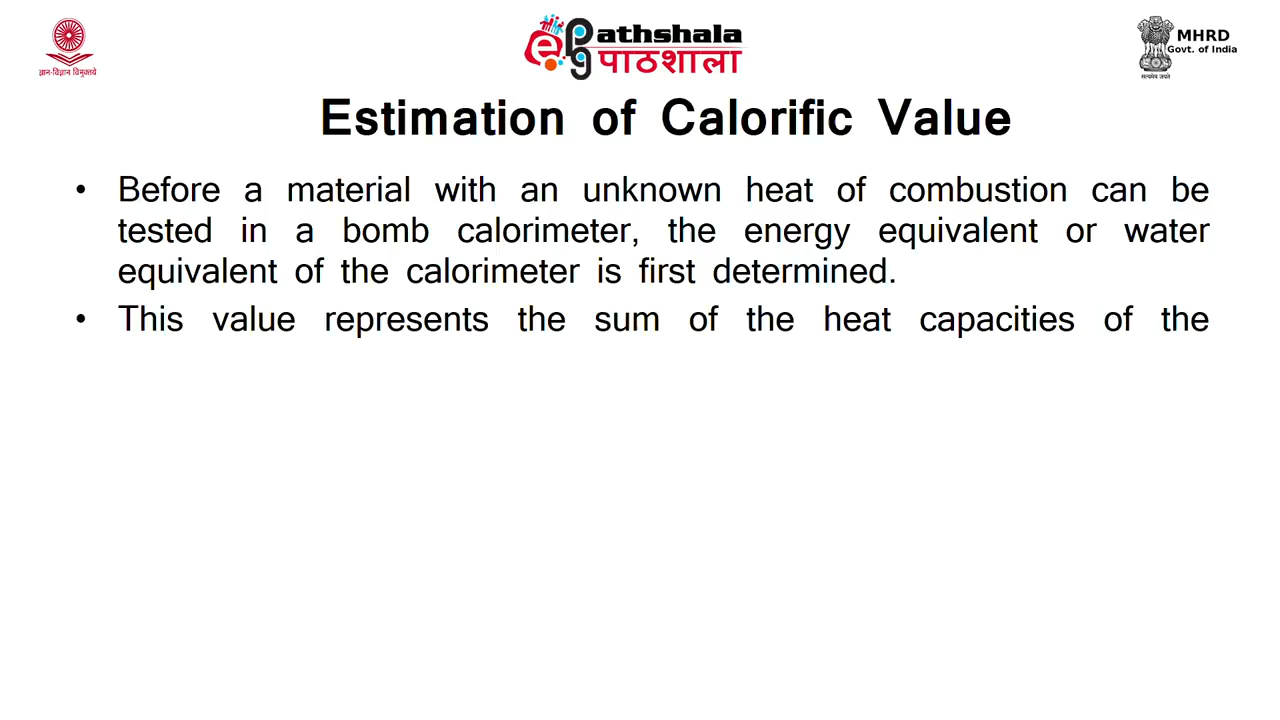 ज्ञान-विज्ञान विमुक्तये
ePathshala
पाठशाला
MHRD
Govt. of India
सत्यमेव जयते
Estimation of Calorific Value
• Before a material with an unknown heat of combustion can be
tested in a bomb calorimeter, the energy equivalent or water
equivalent of the calorimeter is first determined.
• This value represents the sum of the heat capacities of the